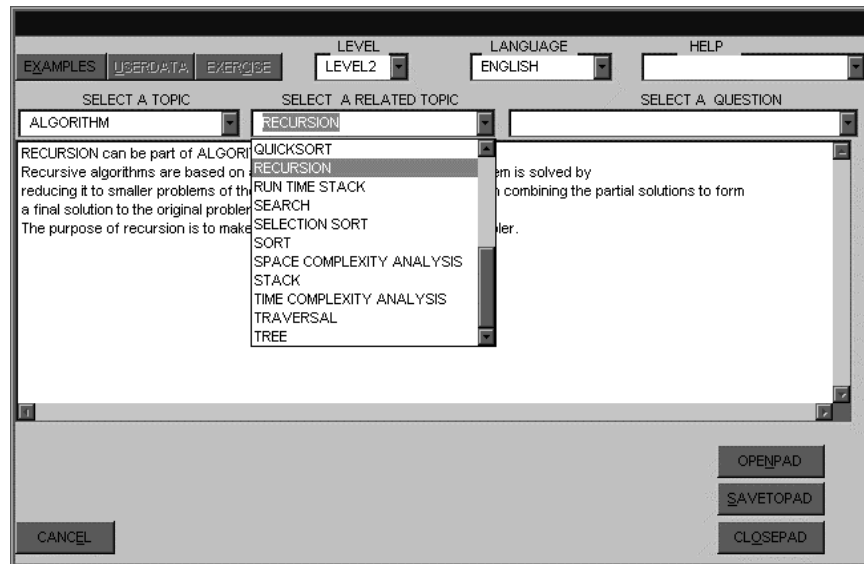 LEVEL LANGUAGE HELP
EXAMPLES USERDATA EXERCISE LEVEL2 ENGLISH
SELECT A TOPIC SELECT A RELATED TOPIC SELECT A QUESTION
ALGORITHM RECURSION
RECURSION can be part of ALGORI
Recursive algorithms are based on em is solved by
reducing it to smaller problems of the combining the partial solutions to form
a final solution to the original problem
The purpose of recursion is to make ler.
QUICKSORT
RECURSION
RUN TIME STACK
SEARCH
SELECTION SORT
SORT
SPACE COMPLEXITY ANALYSIS
STACK
TIME COMPLEXITY ANALYSIS
TRAVERSAL
TREE
OPENPAD
SAVETOPAD
CANCEL CLOSEPAD